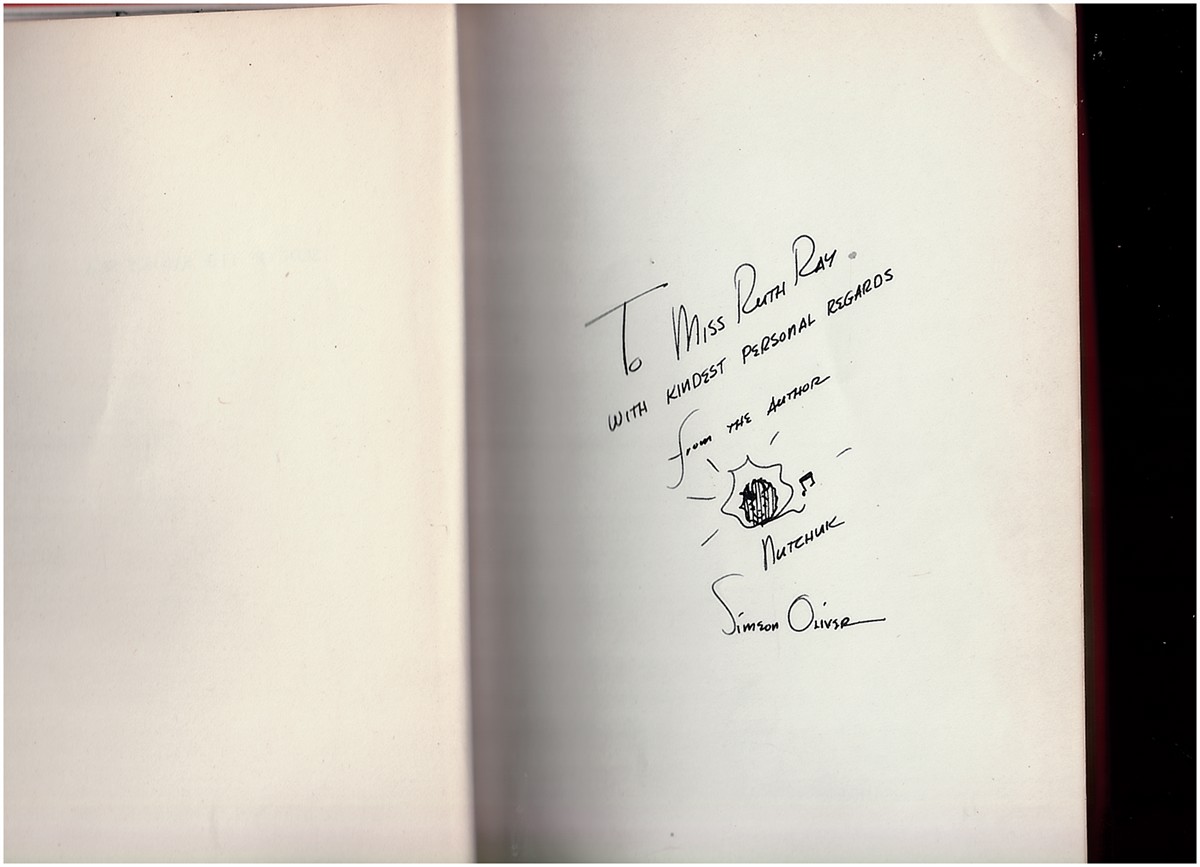 To Miss Ruth Ray.
WITH KINDEST PERSONAL REGARDS
from THE AUTHOR
NUTCHUK
Simeon Oliver